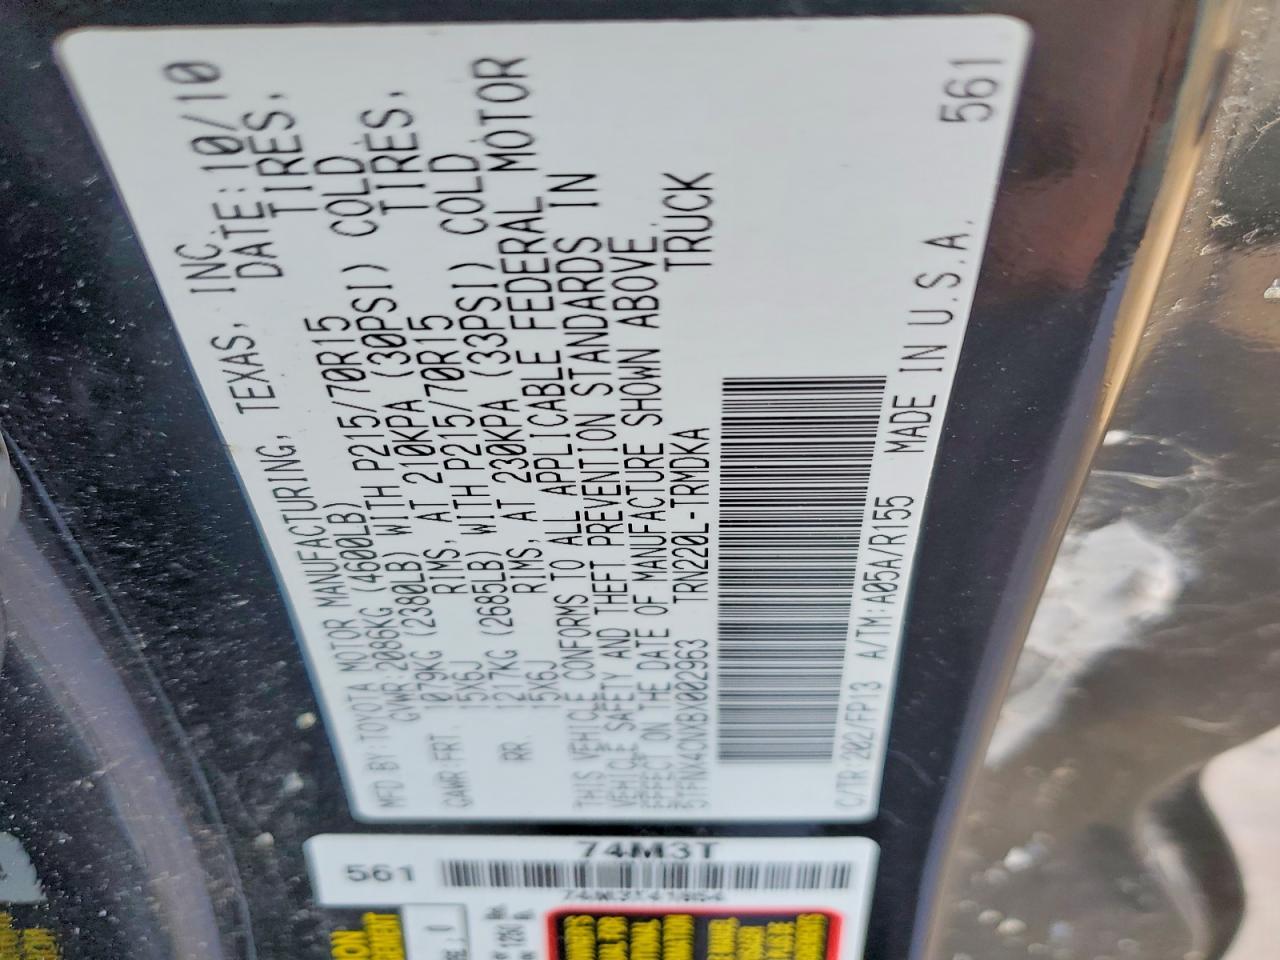 MFD BY: TOYOTA MOTOR MANUFACTURING, TEXAS, INC.
GVWR: 2086KG (4600LB) DATE: 10/10
GAWR FRT. 1079KG (2380LB) WITH P215/70R15 TIRES,
15X6J RIMS, AT 210KPA (30PSI) COLD
RR. 1217KG (2685LB) WITH P215/70R15 TIRES,
15X6J RIMS, AT 230KPA (33PSI) COLD
THIS VEHICLE CONFORMS TO ALL APPLICABLE FEDERAL MOTOR
VEHICLE SAFETY AND THEFT PREVENTION STANDARDS IN
EFFECT ON THE DATE OF MANUFACTURE SHOWN ABOVE.
5TFNX4CNXBX002963 TRN220L-TRMDKA TRUCK
C/TR: 202/FP13 A/TM: A05A/R155 MADE IN U.S.A. 561
74M3T
561